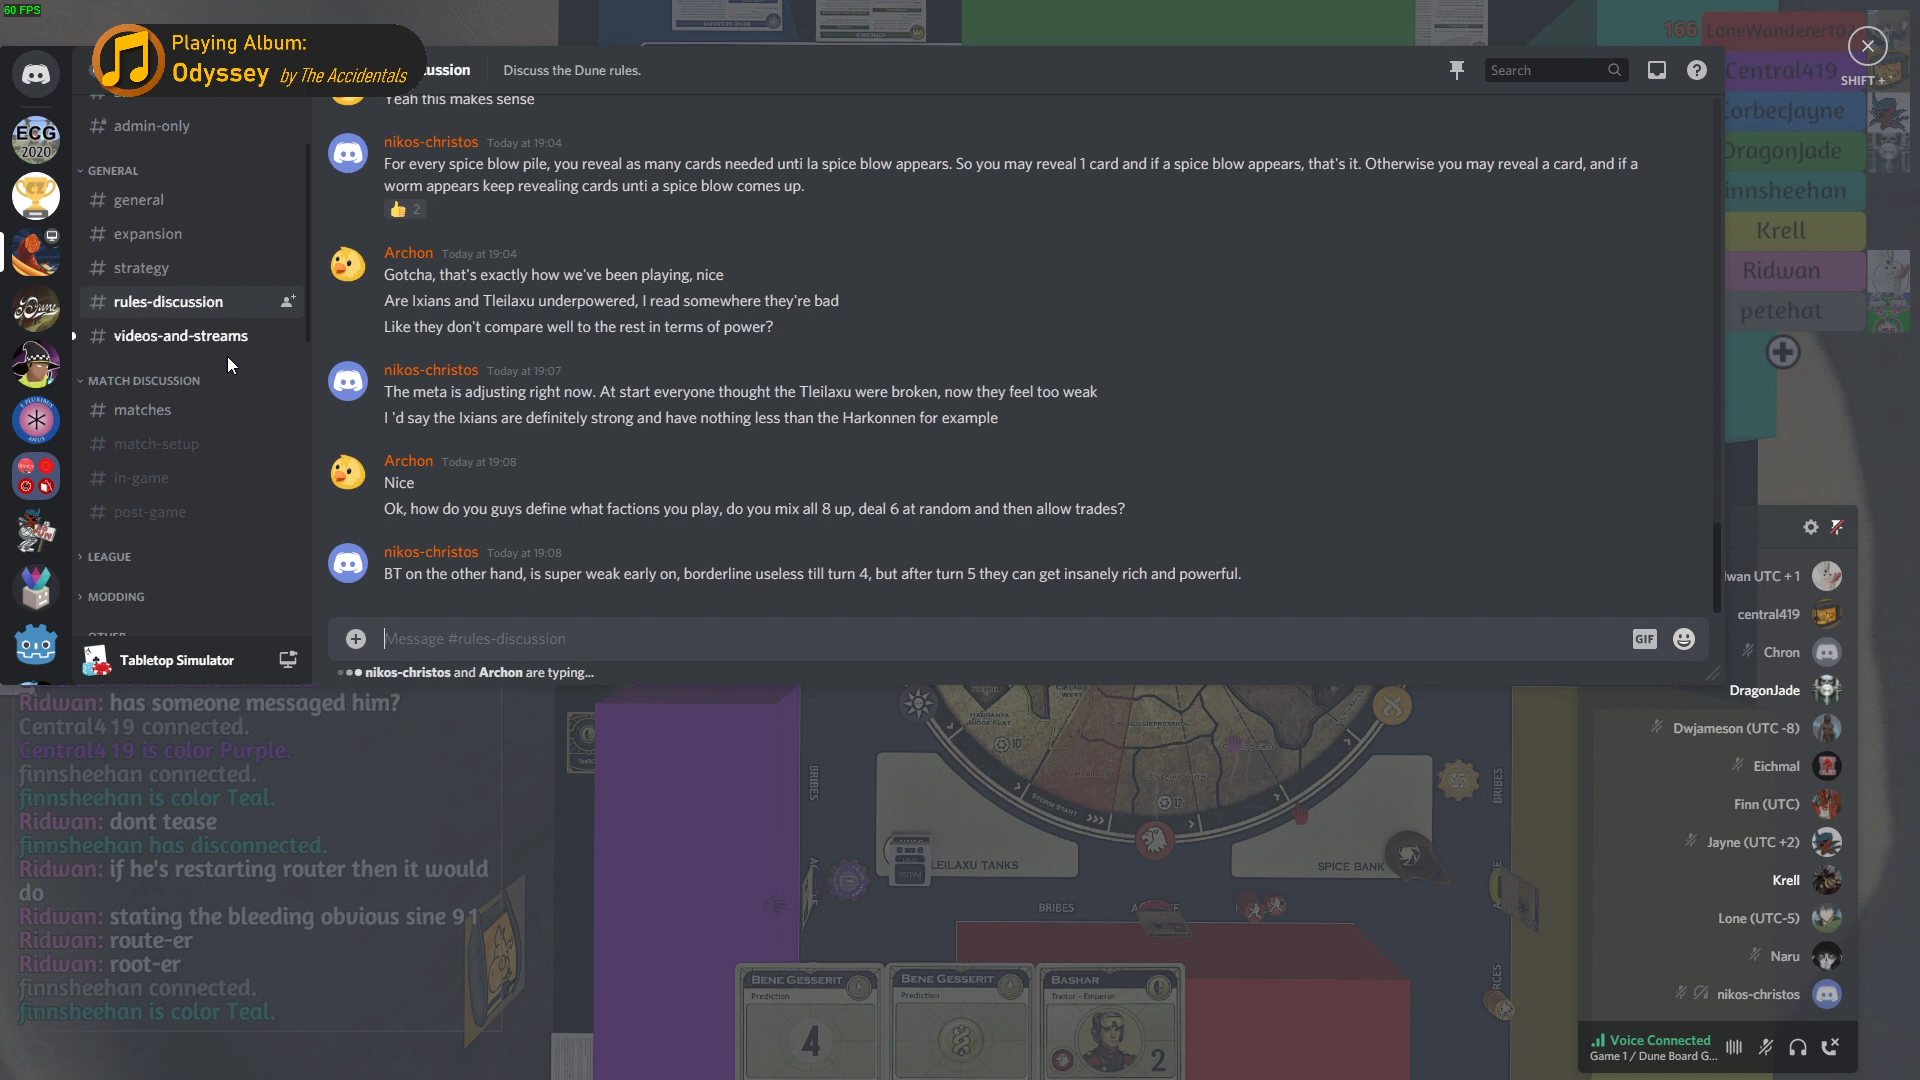 60 FPS
Playing Album:
Odyssey by The Accidentals
ussion
Discuss the Dune rules.
Search
SHIFT +
166 LoneWanderer102
Central419
CorbecJayne
DragonJade
finnsheehan
Krell
Ridwan
petehat
ECG
2020
admin-only
GENERAL
general
expansion
strategy
rules-discussion
videos-and-streams
MATCH DISCUSSION
matches
match-setup
in-game
post-game
LEAGUE
MODDING
OTHER
Tabletop Simulator
Yeah this makes sense
nikos-christos Today at 19:04
For every spice blow pile, you reveal as many cards needed unti la spice blow appears. So you may reveal 1 card and if a spice blow appears, that's it. Otherwise you may reveal a card, and if a
worm appears keep revealing cards unti a spice blow comes up.
2
Archon Today at 19:04
Gotcha, that's exactly how we've been playing, nice
Are Ixians and Tleilaxu underpowered, I read somewhere they're bad
Like they don't compare well to the rest in terms of power?
nikos-christos Today at 19:07
The meta is adjusting right now. At start everyone thought the Tleilaxu were broken, now they feel too weak
I 'd say the Ixians are definitely strong and have nothing less than the Harkonnen for example
Archon Today at 19:08
Nice
Ok, how do you guys define what factions you play, do you mix all 8 up, deal 6 at random and then allow trades?
nikos-christos Today at 19:08
BT on the other hand, is super weak early on, borderline useless till turn 4, but after turn 5 they can get insanely rich and powerful.
Message #rules-discussion
GIF
nikos-christos and Archon are typing...
Ridwan: has someone messaged him?
Central419 connected.
Central419 is color Purple.
finnsheehan connected.
finnsheehan is color Teal.
Ridwan: dont tease
finnsheehan has disconnected.
Ridwan: if he's restarting router then it would
do
Ridwan: stating the bleeding obvious sine 91
Ridwan: route-er
Ridwan: root-er
finnsheehan connected.
finnsheehan is color Teal.
BRIBES
STORM START
10
12
LEILAXU TANKS
SPICE BANK
BRIBES
BRIBES
BENE GESSERIT
Prediction
4
BENE GESSERIT
Prediction
BASHAR
Traitor - Emperor
2
wan UTC +1
central419
Chron
DragonJade
Dwjameson (UTC -8)
Eichmal
Finn (UTC)
Jayne (UTC +2)
Krell
Lone (UTC-5)
Naru
nikos-christos
Voice Connected
Game 1 / Dune Board G...